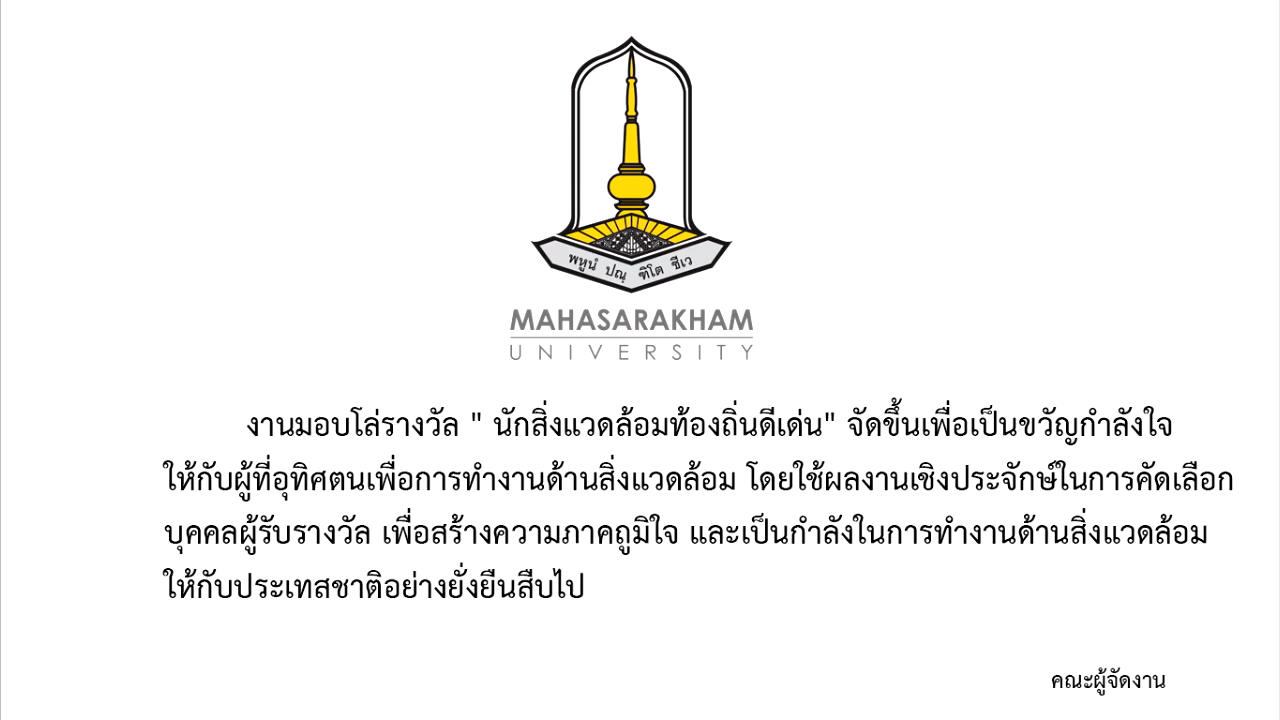 พหูนํ ปณฺ ฑิโต ชีเว
MAHASARAKHAM
UNIVERSITY
งานมอบโล่รางวัล " นักสิ่งแวดล้อมท้องถิ่นดีเด่น" จัดขึ้นเพื่อเป็นขวัญกำลังใจ
ให้กับผู้ที่อุทิศตนเพื่อการทำงานด้านสิ่งแวดล้อม โดยใช้ผลงานเชิงประจักษ์ในการคัดเลือก
บุคคลผู้รับรางวัล เพื่อสร้างความภาคถูมิใจ และเป็นกำลังในการทำงานด้านสิ่งแวดล้อม
ให้กับประเทสชาติอย่างยั่งยืนสืบไป
คณะผู้จัดงาน